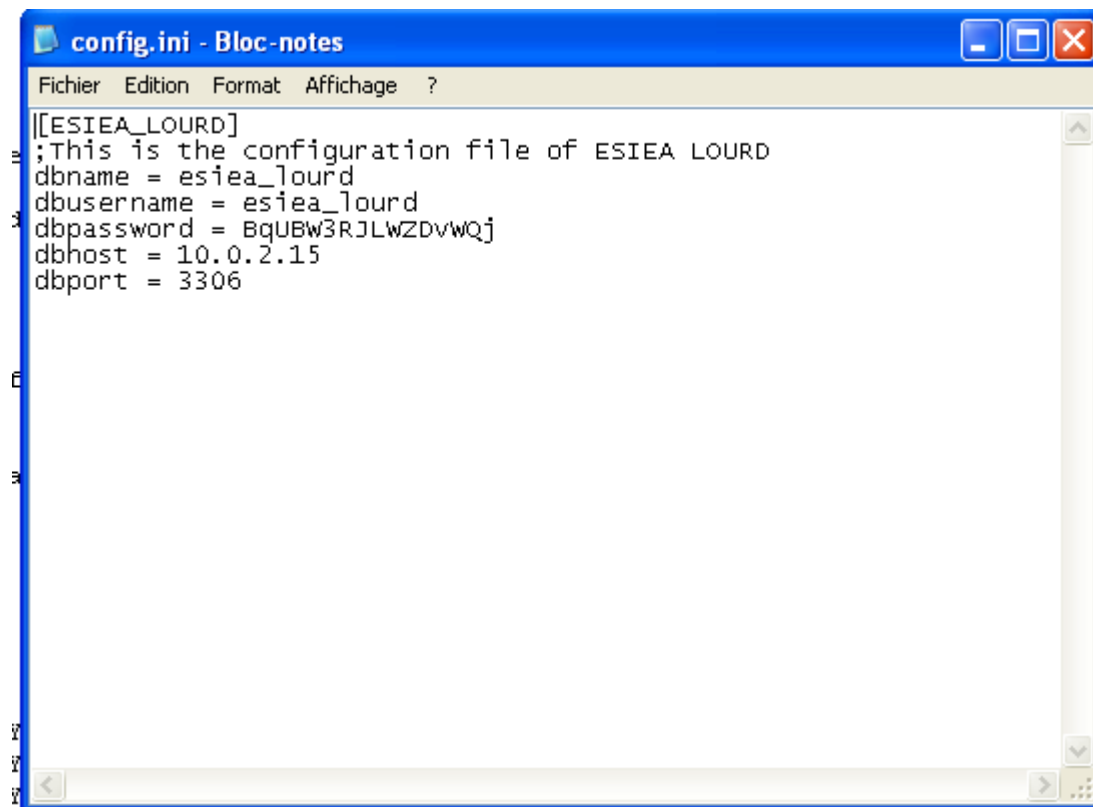 config.ini - Bloc-notes
Fichier Edition Format Affichage ?
[ESIEA_LOURD]
;This is the configuration file of ESIEA LOURD
dbname = esiea_lourd
dbusername = esiea_lourd
dbpassword = BqUBW3RJLWZDvWQj
dbhost = 10.0.2.15
dbport = 3306